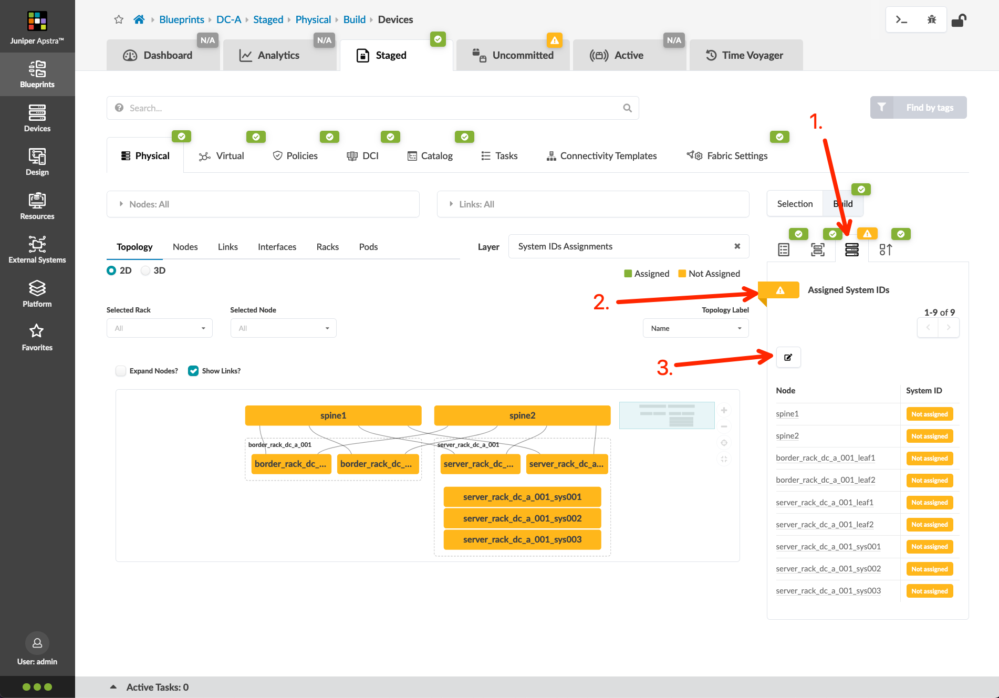 Juniper Apstra™
Blueprints
Devices
Design
Resources
External Systems
Platform
Favorites
User: admin
Blueprints DC-A Staged Physical Build Devices
Dashboard N/A
Analytics N/A
Staged
Uncommitted
Active N/A
Time Voyager
Search...
Find by tags
1.
Physical Virtual Policies DCI Catalog Tasks Connectivity Templates Fabric Settings
Nodes: All
Links: All
Selection Build
Topology Nodes Links Interfaces Racks Pods
Layer System IDs Assignments
2D 3D
Assigned Not Assigned
2.
Assigned System IDs
Selected Rack
All
Selected Node
All
Topology Label
Name
1-9 of 9
3.
Expand Nodes? Show Links?
spine1 spine2
border_rack_dc_a_001 server_rack_dc_a_001
border_rack_dc_... border_rack_dc_... server_rack_dc_... server_rack_dc_a...
server_rack_dc_a_001_sys001
server_rack_dc_a_001_sys002
server_rack_dc_a_001_sys003
Node System ID
spine1 Not assigned
spine2 Not assigned
border_rack_dc_a_001_leaf1 Not assigned
border_rack_dc_a_001_leaf2 Not assigned
server_rack_dc_a_001_leaf1 Not assigned
server_rack_dc_a_001_leaf2 Not assigned
server_rack_dc_a_001_sys001 Not assigned
server_rack_dc_a_001_sys002 Not assigned
server_rack_dc_a_001_sys003 Not assigned
Active Tasks: 0